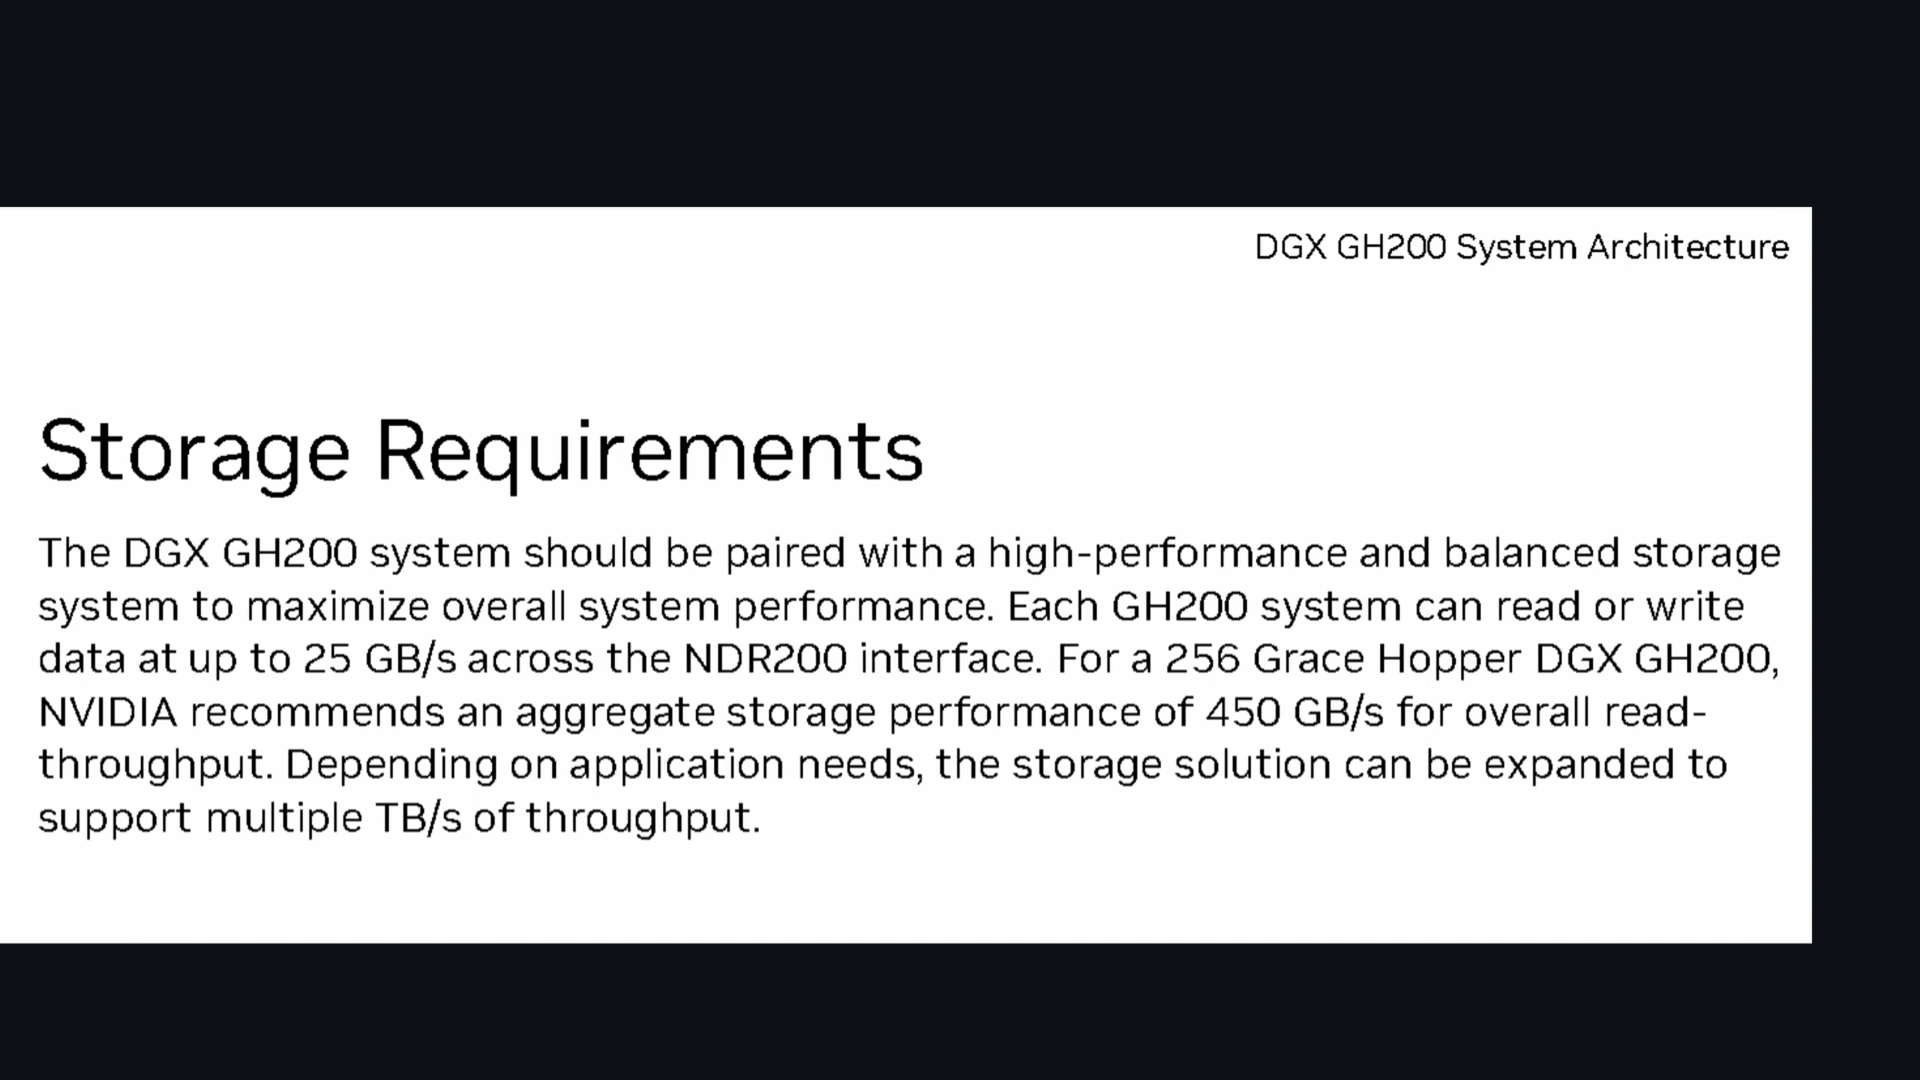 DGX GH200 System Architecture
Storage Requirements
The DGX GH200 system should be paired with a high-performance and balanced storage
system to maximize overall system performance. Each GH200 system can read or write
data at up to 25 GB/s across the NDR200 interface. For a 256 Grace Hopper DGX GH200,
NVIDIA recommends an aggregate storage performance of 450 GB/s for overall read-
throughput. Depending on application needs, the storage solution can be expanded to
support multiple TB/s of throughput.